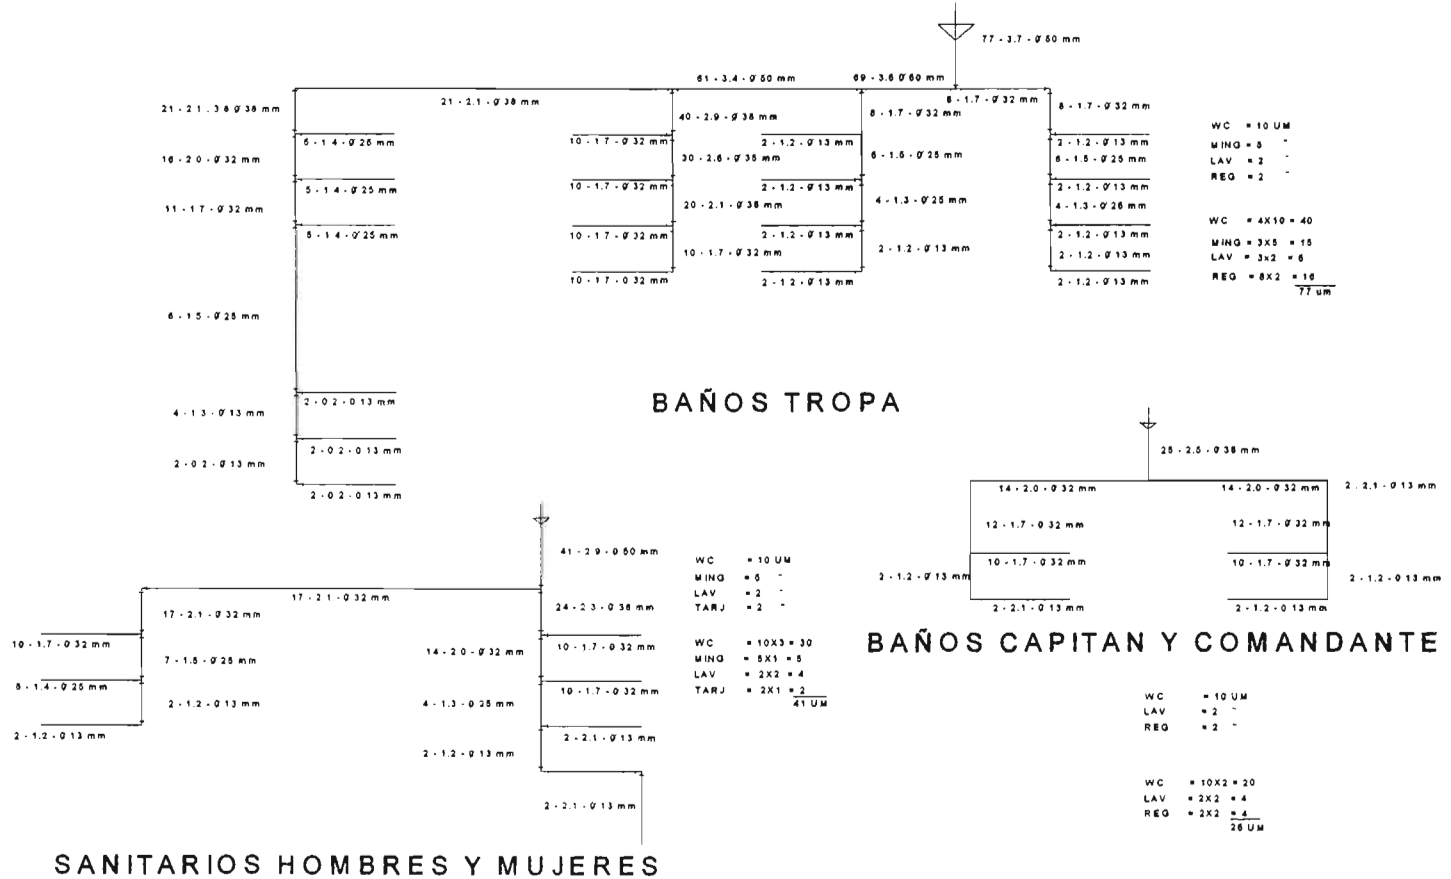 77 - 3.7 - Ø 50 mm
61 - 3.4 - Ø 50 mm
69 - 3.6 Ø 60 mm
21 - 2.1 . 3 8 Ø 38 mm
21 - 2.1 - Ø 38 mm
8 - 1.7 - Ø 32 mm
40 - 2.9 - Ø 38 mm
8 - 1.7 - Ø 32 mm
8 - 1.7 - Ø 32 mm
5 - 1 4 - Ø 25 mm
10 - 1 7 - Ø 32 mm
2 - 1.2 - Ø 13 mm
2 - 1.2 - Ø 13 mm
16 - 2 0 - Ø 32 mm
30 - 2.6 - Ø 38 mm
6 - 1.5 - Ø 25 mm
6 - 1.5 - Ø 25 mm
5 - 1 4 - Ø 25 mm
10 - 1.7 - Ø 32 mm
2 - 1.2 - Ø 13 mm
2 - 1.2 - Ø 13 mm
11 - 1 7 - Ø 32 mm
20 - 2.1 - Ø 38 mm
4 - 1.3 - Ø 25 mm
4 - 1.3 - Ø 25 mm
5 - 1 4 - Ø 25 mm
10 - 1 7 - Ø 32 mm
2 - 1.2 - Ø 13 mm
2 - 1.2 - Ø 13 mm
10 - 1.7 - Ø 32 mm
2 - 1.2 - Ø 13 mm
2 - 1.2 - Ø 13 mm
10 - 1.7 - 0 32 mm
2 - 1 2 - Ø 13 mm
2 - 1.2 - Ø 13 mm
6 - 1 5 - Ø 25 mm
2 - 0 2 - 0 13 mm
4 - 1 3 - Ø 13 mm
2 - 0 2 - 0 13 mm
2 - 0 2 - Ø 13 mm
2 - 0 2 - 0 13 mm
WC = 10 UM
MING = 5 "
LAV = 2 "
REG = 2 "
WC = 4X10 = 40
MING = 3X5 = 15
LAV = 3x2 = 6
REG = 8X2 = 16
77 um
BAÑOS TROPA
28 - 2.5 - Ø 38 mm
14 - 2.0 - Ø 32 mm
14 - 2.0 - Ø 32 mm
2 . 2.1 - Ø 13 mm
12 - 1.7 - Ø 32 mm
12 - 1.7 - Ø 32 mm
10 - 1.7 - Ø 32 mm
10 - 1.7 - Ø 32 mm
2 - 1.2 - Ø 13 mm
2 - 1.2 - Ø 13 mm
2 - 2.1 - Ø 13 mm
2 - 1.2 - Ø 13 mm
BAÑOS CAPITAN Y COMANDANTE
WC = 10 UM
LAV = 2 "
REG = 2 "
WC = 10X2 = 20
LAV = 2X2 = 4
REG = 2X2 = 4
28 UM
41 - 2 9 - 0 50 mm
17 - 2.1 - Ø 32 mm
17 - 2.1 - Ø 32 mm
24 - 2 3 - Ø 38 mm
10 - 1.7 - Ø 32 mm
14 - 2 0 - Ø 32 mm
10 - 1.7 - Ø 32 mm
7 - 1.5 - Ø 25 mm
5 - 1.4 - Ø 25 mm
10 - 1.7 - Ø 32 mm
2 - 1.2 - Ø 13 mm
4 - 1.3 - Ø 25 mm
2 - 1.2 - Ø 13 mm
2 - 2.1 - Ø 13 mm
2 - 1.2 - Ø 13 mm
2 - 2.1 - Ø 13 mm
WC = 10 UM
MING = 5 "
LAV = 2 "
TARJ = 2 "
WC = 10X3 = 30
MING = 5X1 = 5
LAV = 2X2 = 4
TARJ = 2X1 = 2
41 UM
SANITARIOS HOMBRES Y MUJERES